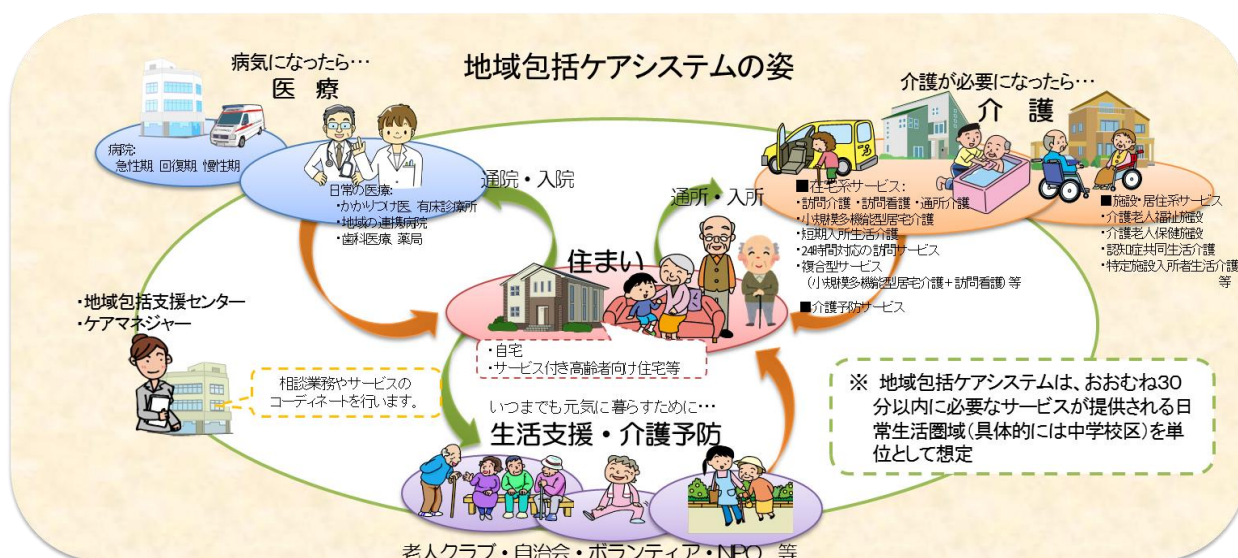 地域包括ケアシステムの姿
病気になったら…
医 療
病院:
急性期 回復期 慢性期
日常の医療:
・かかりつけ医 有床診療所
・地域の連携病院
・歯科医療 薬局
通院・入院
通所・入所
介護が必要になったら…
介 護
■在宅系サービス:
・訪問介護・訪問看護・通所介護
・小規模多機能型居宅介護
・短期入所生活介護
・24時間対応の訪問サービス
・複合型サービス
（小規模多機能型居宅介護＋訪問看護）等
■介護予防サービス
■施設・居住系サービス
・介護老人福祉施設
・介護老人保健施設
・認知症共同生活介護
・特定施設入所者生活介護
等
住まい
・自宅
・サービス付き高齢者向け住宅等
・地域包括支援センター
・ケアマネジャー
相談業務やサービスの
コーディネートを行います。
いつまでも元気に暮らすために…
生活支援・介護予防
老人クラブ・自治会・ボランティア・NPO 等
※ 地域包括ケアシステムは、おおむね30
分以内に必要なサービスが提供される日
常生活圏域（具体的には中学校区）を単
位として想定